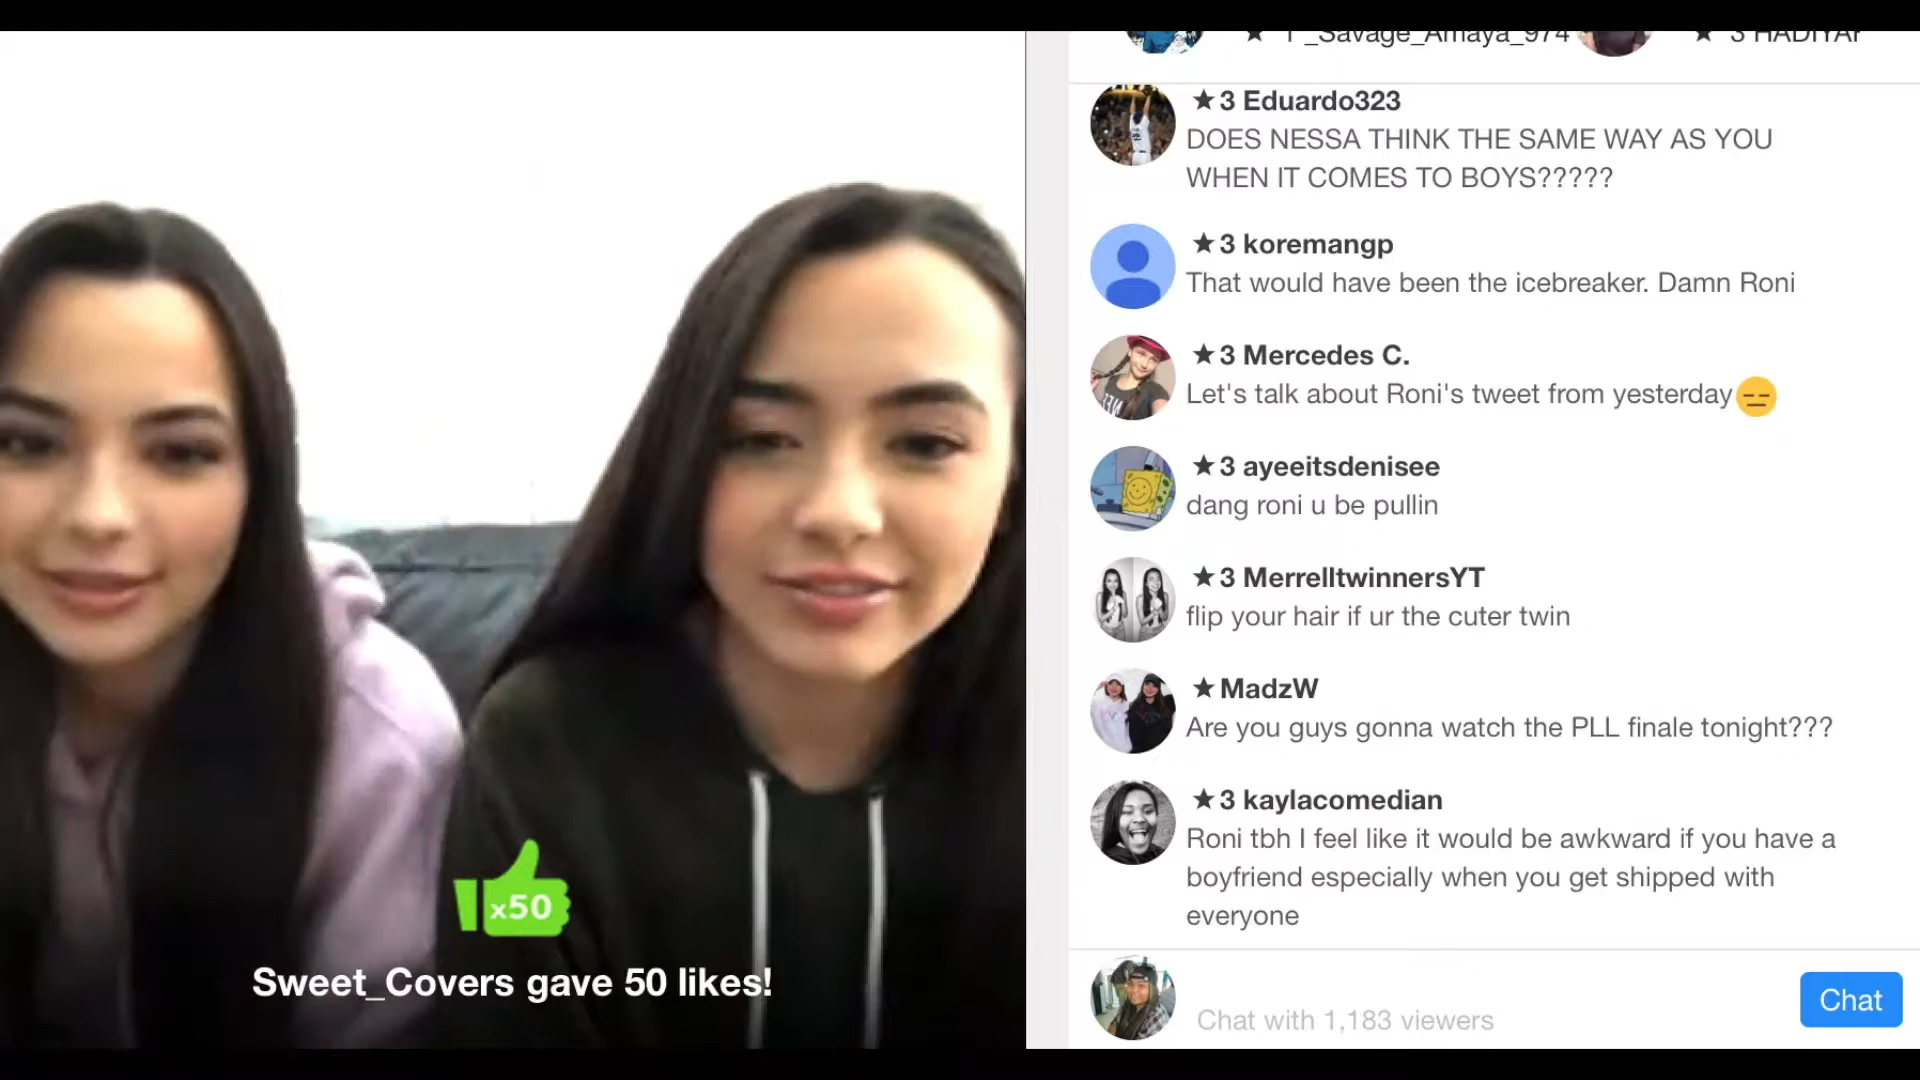 ★ 1 _Savage_Amaya_974 ★ 3 HADIYAH
★3 Eduardo323
DOES NESSA THINK THE SAME WAY AS YOU
WHEN IT COMES TO BOYS?????
★3 koremangp
That would have been the icebreaker. Damn Roni
★3 Mercedes C.
Let's talk about Roni's tweet from yesterday😑
★3 ayeeitsdenisee
dang roni u be pullin
★3 MerrelltwinnersYT
flip your hair if ur the cuter twin
★MadzW
Are you guys gonna watch the PLL finale tonight???
★3 kaylacomedian
Roni tbh I feel like it would be awkward if you have a
boyfriend especially when you get shipped with
everyone
x50
Sweet_Covers gave 50 likes!
Chat with 1,183 viewers
Chat